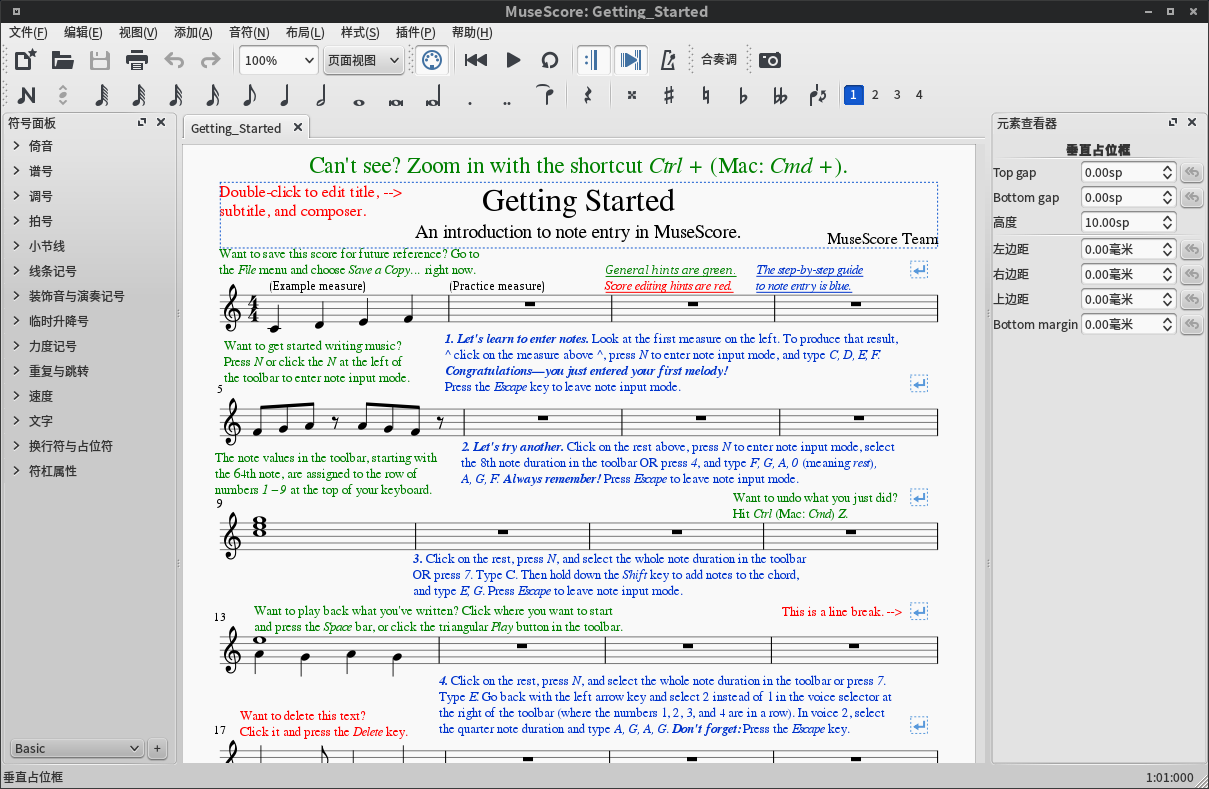 MuseScore: Getting_Started
文件(F) 编辑(E) 视图(V) 添加(A) 音符(N) 布局(L) 样式(S) 插件(P) 帮助(H)
100% 页面视图 合奏调
1 2 3 4
符号面板
倚音
谱号
调号
拍号
小节线
线条记号
装饰音与演奏记号
临时升降号
力度记号
重复与跳转
速度
文字
换行符与占位符
符杠属性
Basic +
Getting_Started
Can't see? Zoom in with the shortcut Ctrl + (Mac: Cmd +).
Double-click to edit title, -->
subtitle, and composer.
Getting Started
An introduction to note entry in MuseScore.
MuseScore Team
Want to save this score for future reference? Go to
the File menu and choose Save a Copy... right now.
General hints are green.
Score editing hints are red.
The step-by-step guide
to note entry is blue.
(Example measure) (Practice measure)
4
4
Want to get started writing music?
Press N or click the N at the left of
the toolbar to enter note input mode.
1. Let's learn to enter notes. Look at the first measure on the left. To produce that result,
^ click on the measure above ^, press N to enter note input mode, and type C, D, E, F.
Congratulations—you just entered your first melody!
Press the Escape key to leave note input mode.
5
The note values in the toolbar, starting with
the 64th note, are assigned to the row of
numbers 1 – 9 at the top of your keyboard.
2. Let's try another. Click on the rest above, press N to enter note input mode, select
the 8th note duration in the toolbar OR press 4, and type F, G, A, 0 (meaning rest),
A, G, F. Always remember! Press Escape to leave note input mode.
Want to undo what you just did?
Hit Ctrl (Mac: Cmd) Z.
9
3. Click on the rest, press N, and select the whole note duration in the toolbar
OR press 7. Type C. Then hold down the Shift key to add notes to the chord,
and type E, G. Press Escape to leave note input mode.
Want to play back what you've written? Click where you want to start
and press the Space bar, or click the triangular Play button in the toolbar.
This is a line break. -->
13
4. Click on the rest, press N, and select the whole note duration in the toolbar or press 7.
Type E. Go back with the left arrow key and select 2 instead of 1 in the voice selector at
the right of the toolbar (where the numbers 1, 2, 3, and 4 are in a row). In voice 2, select
the quarter note duration and type A, G, A, G. Don't forget: Press the Escape key.
Want to delete this text?
Click it and press the Delete key.
17
元素查看器
垂直占位框
Top gap 0.00sp
Bottom gap 0.00sp
高度 10.00sp
左边距 0.00毫米
右边距 0.00毫米
上边距 0.00毫米
Bottom margin 0.00毫米
垂直占位框
1:01:000